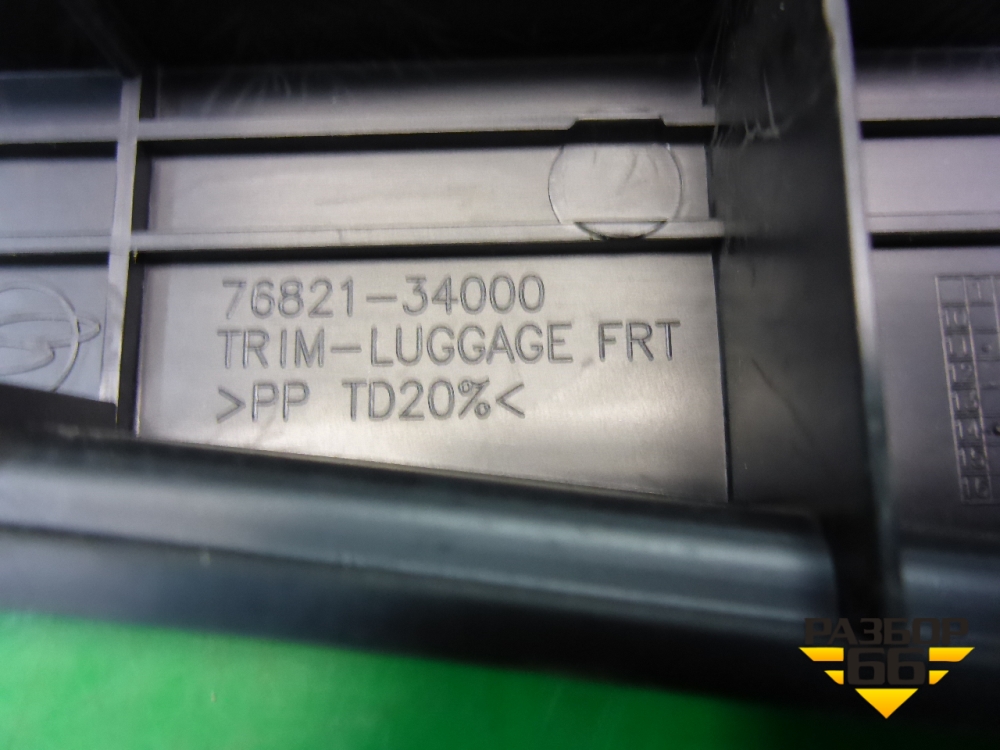 76821-34000
TRIM-LUGGAGE FRT
>PP TD20%<
РАЗБОР
66